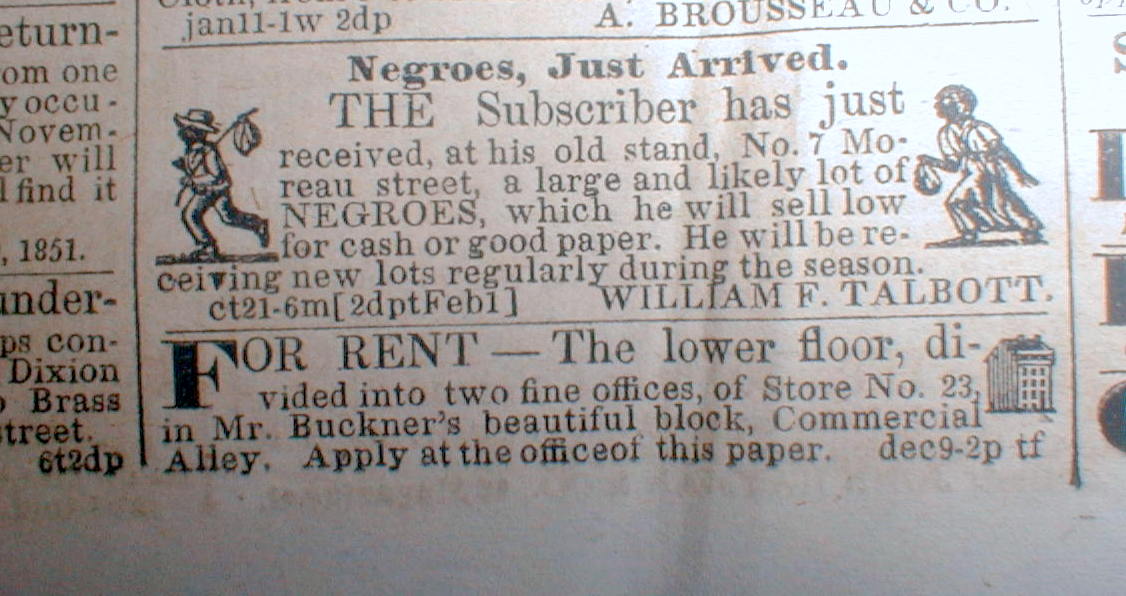 eturn-
om one
y occu-
Novem-
er will
l find it
, 1851.
under-
ps con-
Dixion
o Brass
treet.
6t2dp
jan11-1w 2dp A. BROUSSEAU & CO.
Negroes, Just Arrived.
THE Subscriber has just
received, at his old stand, No. 7 Mo-
reau street, a large and likely lot of
NEGROES, which he will sell low
for cash or good paper. He will be re-
ceiving new lots regularly during the season.
ct21-6m[2dptFeb1] WILLIAM F. TALBOTT.
FOR RENT — The lower floor, di-
vided into two fine offices, of Store No. 23,
in Mr. Buckner's beautiful block, Commercial
Alley. Apply at the officeof this paper. dec9-2p tf